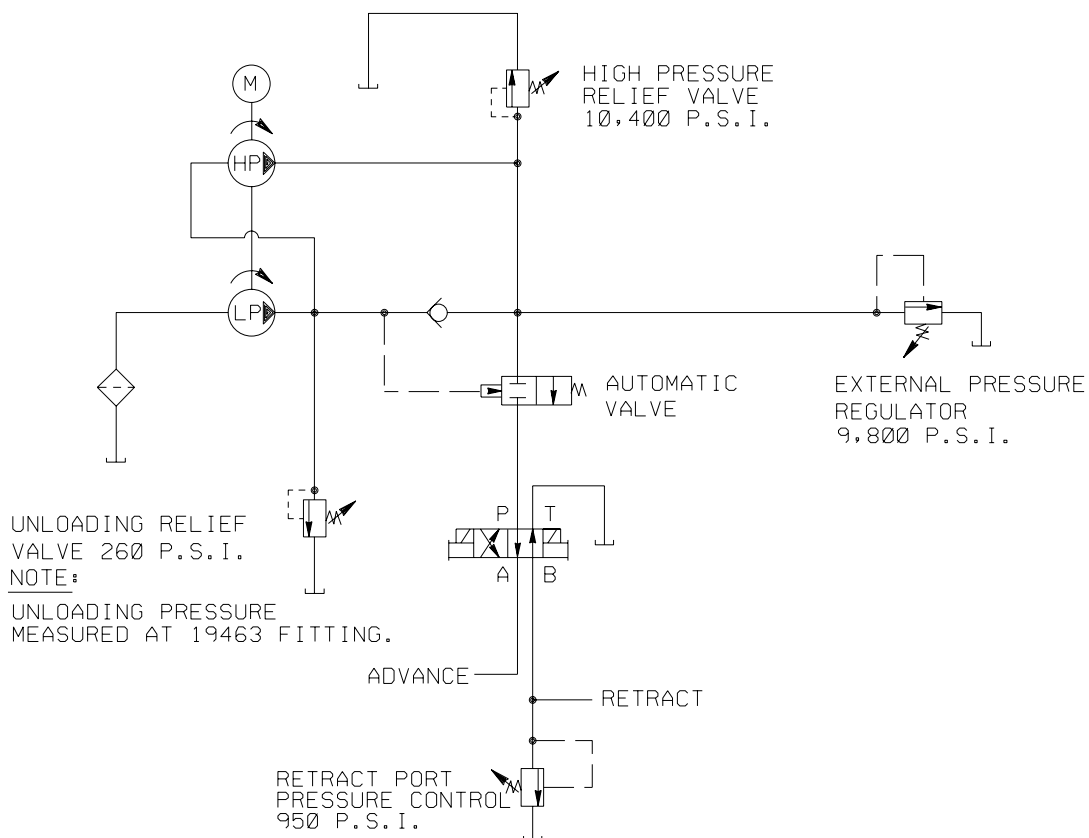 M
HIGH PRESSURE
RELIEF VALVE
10,400 P.S.I.
HP
LP
AUTOMATIC
VALVE
EXTERNAL PRESSURE
REGULATOR
9,800 P.S.I.
UNLOADING RELIEF
VALVE 260 P.S.I.
NOTE:
UNLOADING PRESSURE
MEASURED AT 19463 FITTING.
P T
A B
ADVANCE
RETRACT
RETRACT PORT
PRESSURE CONTROL
950 P.S.I.